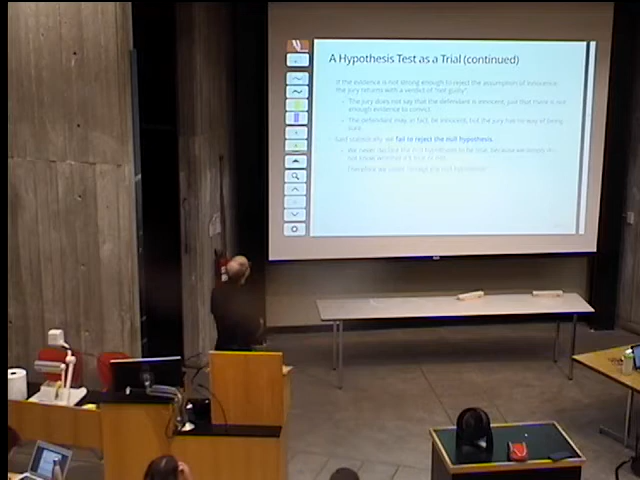 A Hypothesis Test as a Trial (continued)
If the evidence is not strong enough to reject the assumption of innocence,
the jury returns with a verdict of "not guilty".
The jury does not say that the defendant is innocent, just that there is not
enough evidence to convict.
The defendant may, in fact, be innocent, but the jury has no way of being
sure.
Said statistically, we fail to reject the null hypothesis.
We never declare the null hypothesis to be true, because we simply do
not know whether it's true or not.
Therefore we never "accept the null hypothesis"